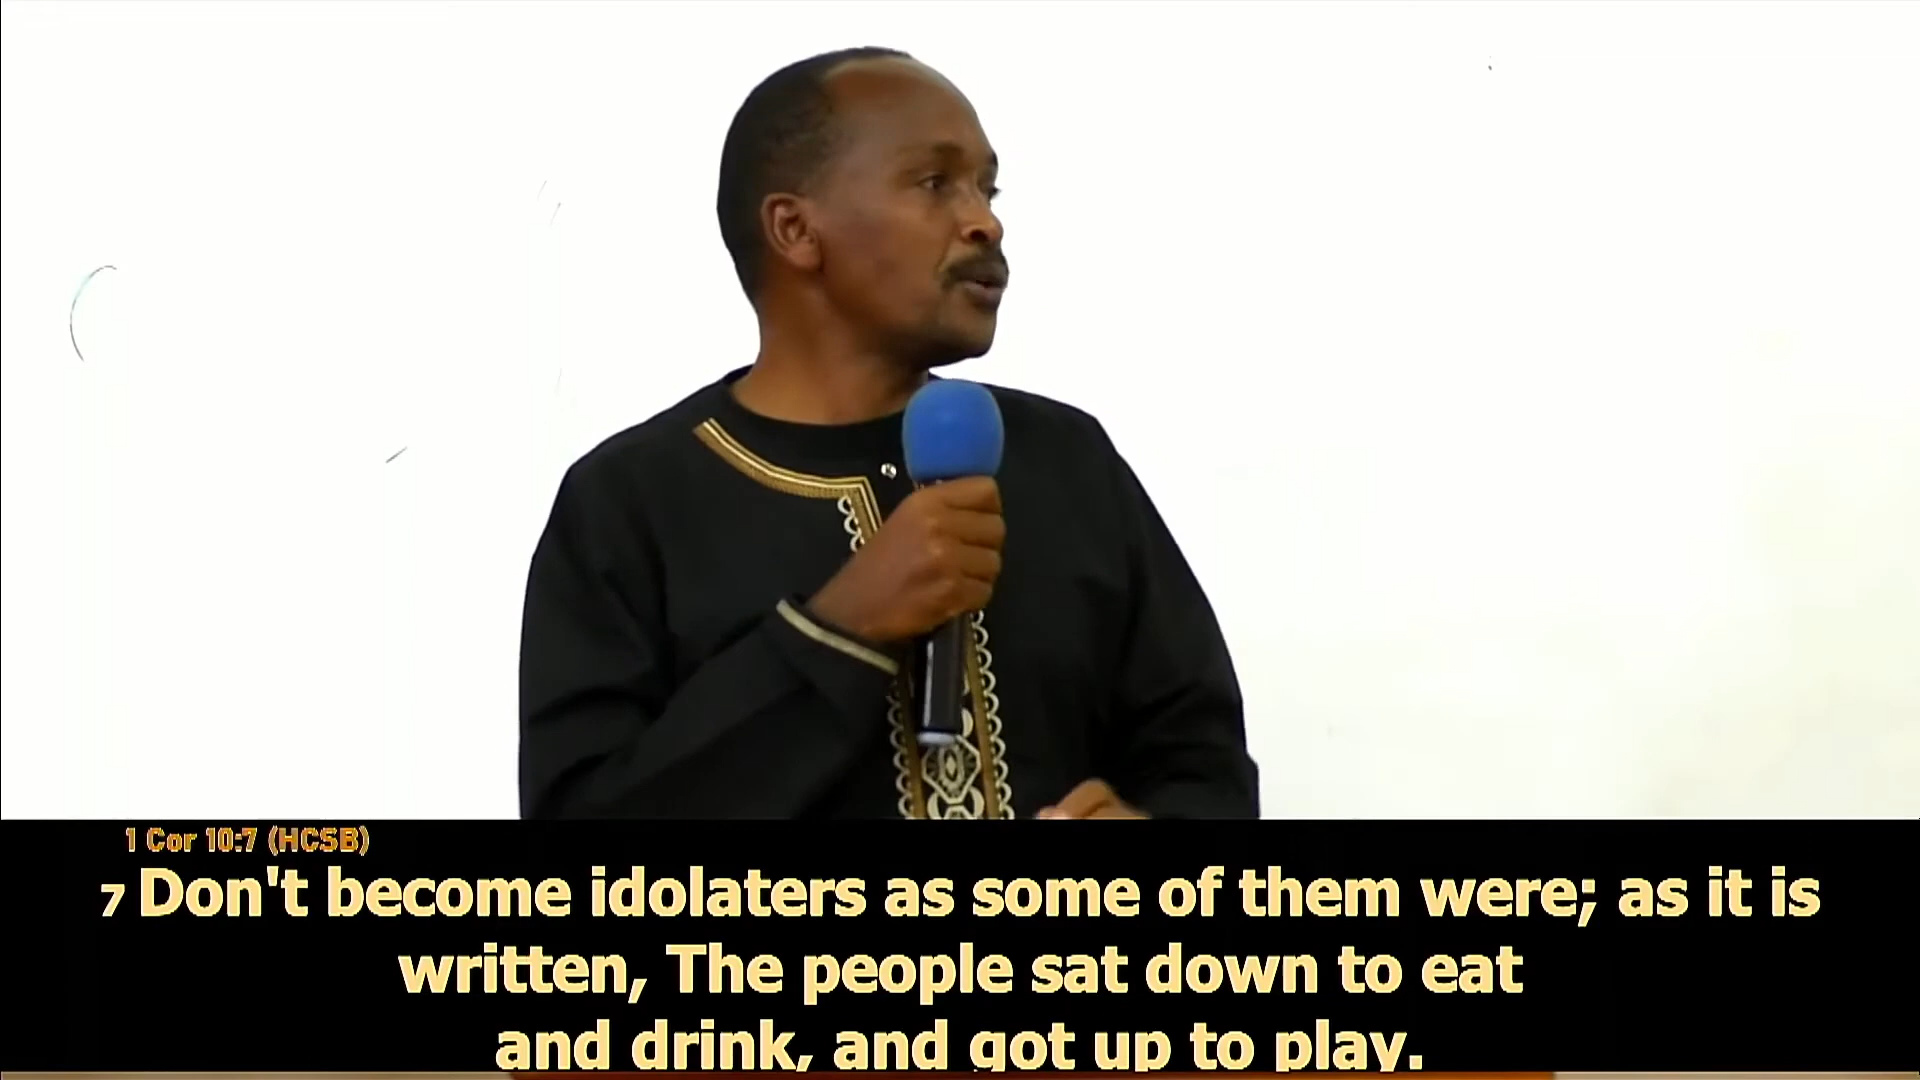 1 Cor 10:7 (HCSB)
7 Don't become idolaters as some of them were; as it is
written, The people sat down to eat
and drink, and got up to play.